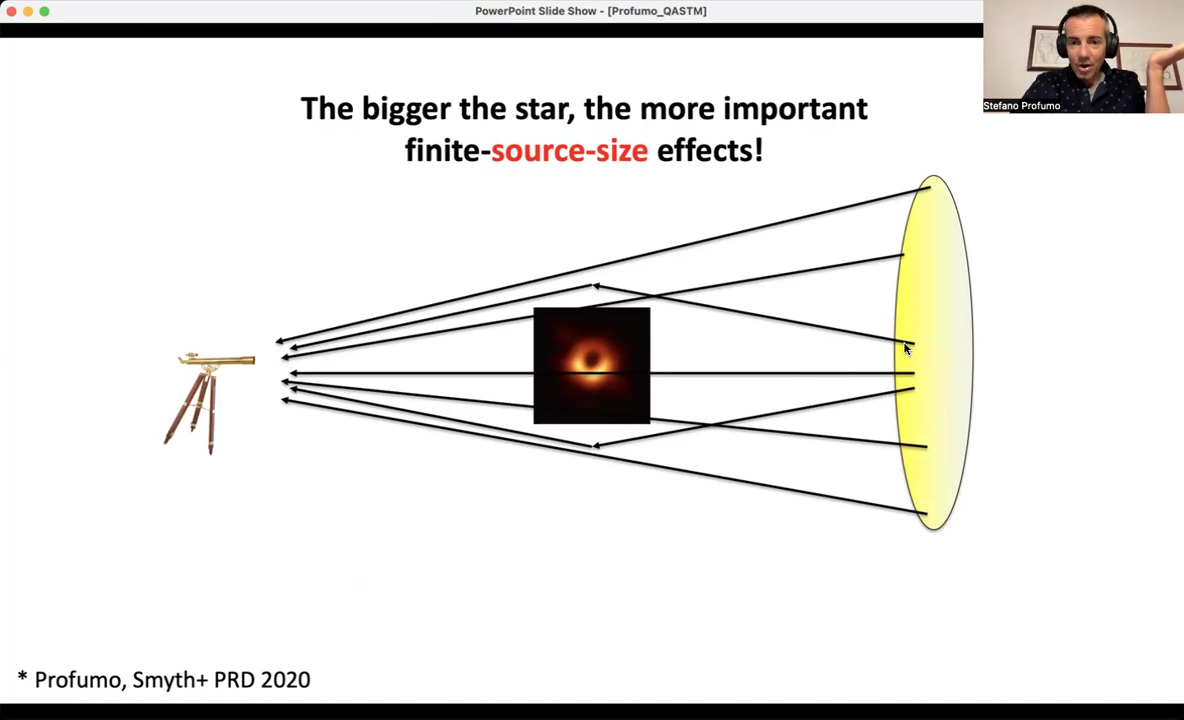 PowerPoint Slide Show - [Profumo_QASTM]
Stefano Profumo
The bigger the star, the more important
finite-source-size effects!
* Profumo, Smyth+ PRD 2020